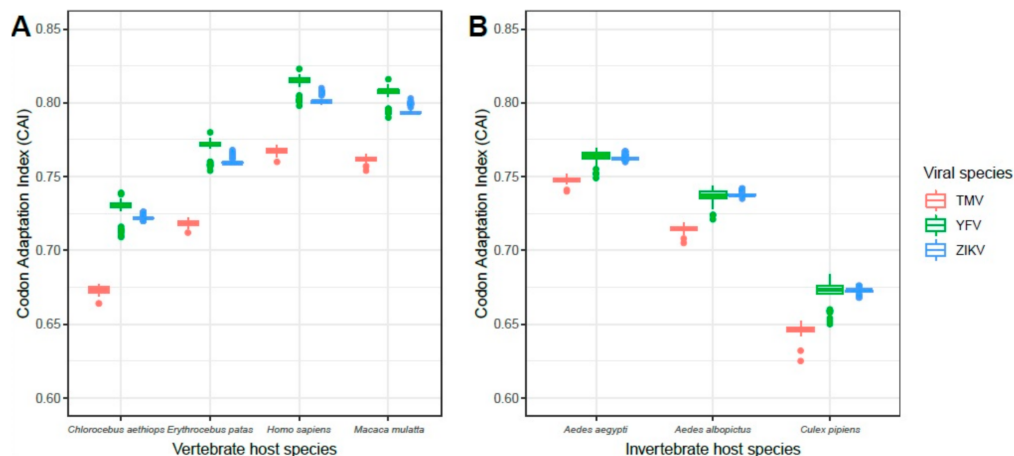 A
Codon Adaptation Index (CAI)
0.85
0.80
0.75
0.70
0.65
0.60
Chlorocebus aethiops Erythrocebus patas Homo sapiens Macaca mulatta
Vertebrate host species
B
Codon Adaptation Index (CAI)
0.85
0.80
0.75
0.70
0.65
0.60
Aedes aegypti Aedes albopictus Culex pipiens
Invertebrate host species
Viral species
TMV
YFV
ZIKV